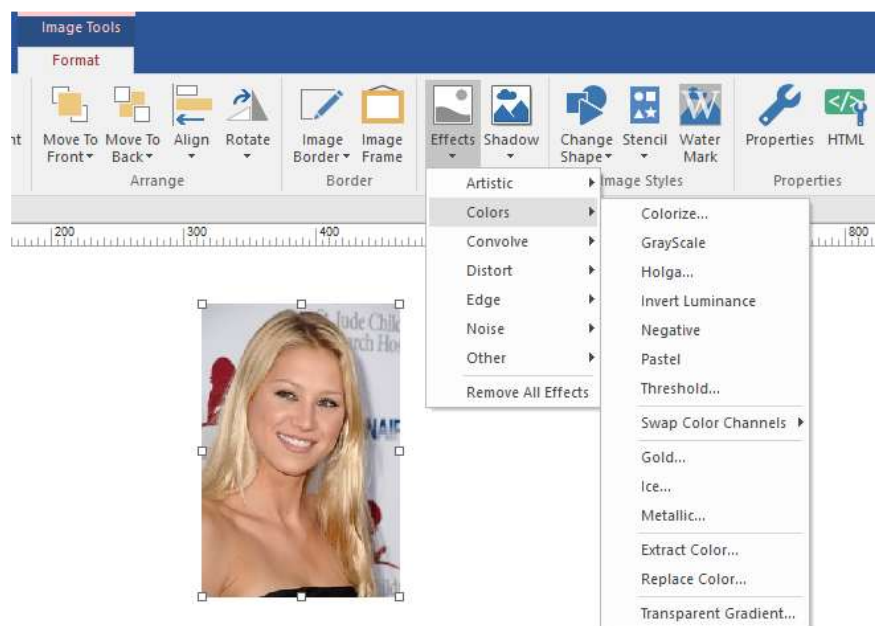 Image Tools
Format
nt
Move To Front
Move To Back
Align
Rotate
Arrange
Image Border
Image Frame
Border
Effects
Shadow
Change Shape
Stencil
Water Mark
mage Styles
Properties
HTML
Properties
200
300
400
800
Artistic
Colors
Convolve
Distort
Edge
Noise
Other
Remove All Effects
Colorize...
GrayScale
Holga...
Invert Luminance
Negative
Pastel
Threshold...
Swap Color Channels
Gold...
Ice...
Metallic...
Extract Color...
Replace Color...
Transparent Gradient...
Jude Chil
rch Ho
NAIF